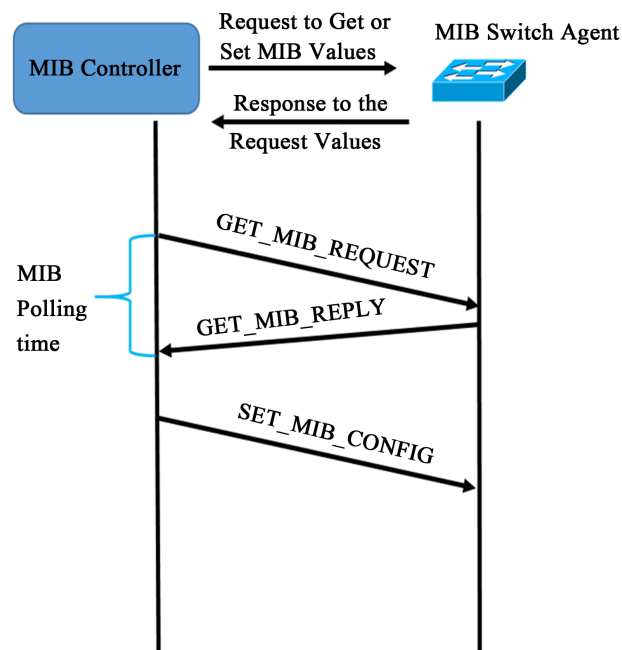 Request to Get or
Set MIB Values
MIB Switch Agent
MIB Controller
Response to the
Request Values
GET_MIB_REQUEST
MIB
Polling
time
GET_MIB_REPLY
SET_MIB_CONFIG